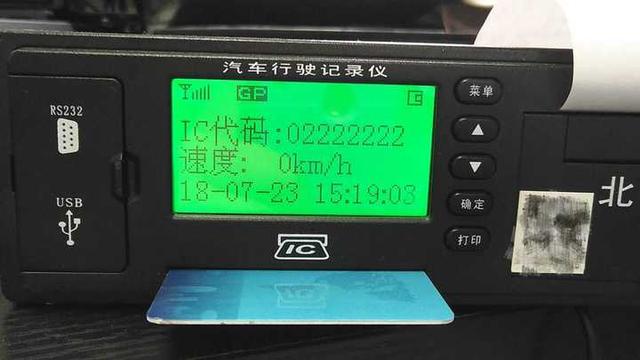 汽车行驶记录仪
RS232
USB
GP
IC代码:02222222
速度: 0km/h
18-07-23 15:19:03
菜单
▲
▼
确定
打印
IC
北